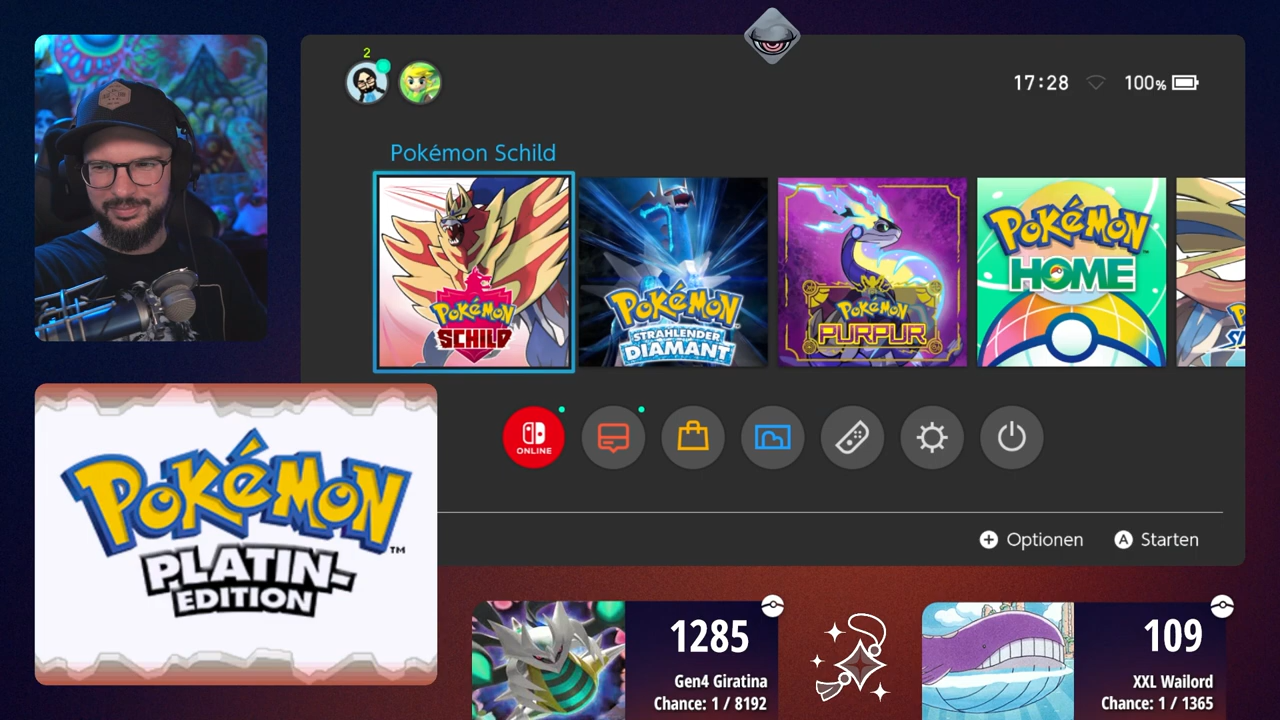 2
17:28
100%
Pokémon Schild
POKÉMON
SCHILD
POKÉMON
STRAHLENDER
DIAMANT
POKÉMON
PURPUR
POKÉMON
HOME
ONLINE
POKÉMON™
PLATIN-
EDITION
+ Optionen
A Starten
1285
Gen4 Giratina
Chance: 1 / 8192
109
XXL Wailord
Chance: 1 / 1365